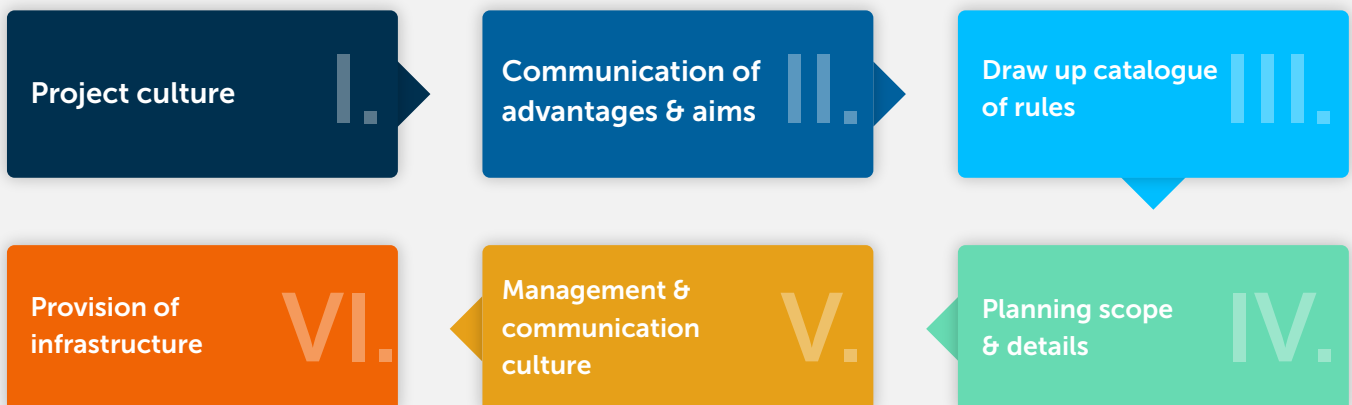 Project culture
I.
Communication of
advantages & aims
II.
Draw up catalogue
of rules
III.
Planning scope
& details
IV.
Management &
communication
culture
V.
Provision of
infrastructure
VI.